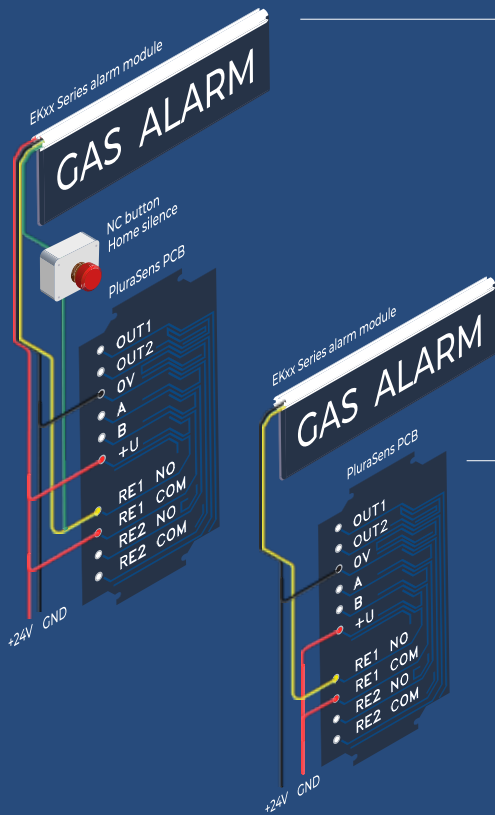 EKxx Series alarm module
GAS ALARM
NC button
Home silence
PluraSens PCB
OUT1
OUT2
0V
A
B
+U
RE1 NO
RE1 COM
RE2 NO
RE2 COM
+24V GND
EKxx Series alarm module
GAS ALARM
PluraSens PCB
OUT1
OUT2
0V
A
B
+U
RE1 NO
RE1 COM
RE2 NO
RE2 COM
+24V GND